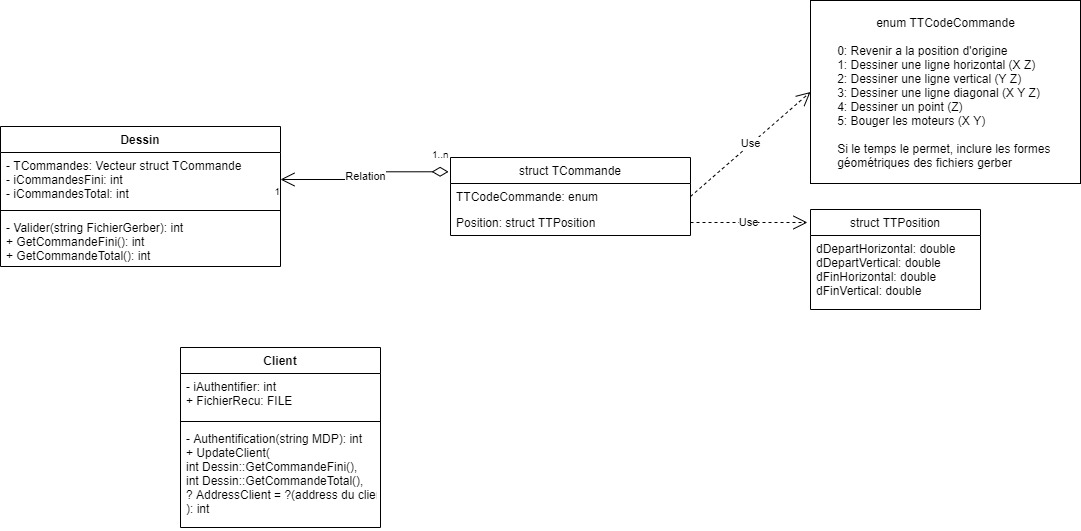 enum TTCodeCommande
0: Revenir a la position d'origine
1: Dessiner une ligne horizontal (X Z)
2: Dessiner une ligne vertical (Y Z)
3: Dessiner une ligne diagonal (X Y Z)
4: Dessiner un point (Z)
5: Bouger les moteurs (X Y)
Si le temps le permet, inclure les formes
géométriques des fichiers gerber
Dessin
- TCommandes: Vecteur struct TCommande
- iCommandesFini: int
- iCommandesTotal: int
- Valider(string FichierGerber): int
+ GetCommandeFini(): int
+ GetCommandeTotal(): int
1
Relation
1..n
struct TCommande
TTCodeCommande: enum
Position: struct TTPosition
Use
Use
struct TTPosition
dDepartHorizontal: double
dDepartVertical: double
dFinHorizontal: double
dFinVertical: double
Client
- iAuthentifier: int
+ FichierRecu: FILE
- Authentification(string MDP): int
+ UpdateClient(
int Dessin::GetCommandeFini(),
int Dessin::GetCommandeTotal(),
? AddressClient = ?(address du clie
): int